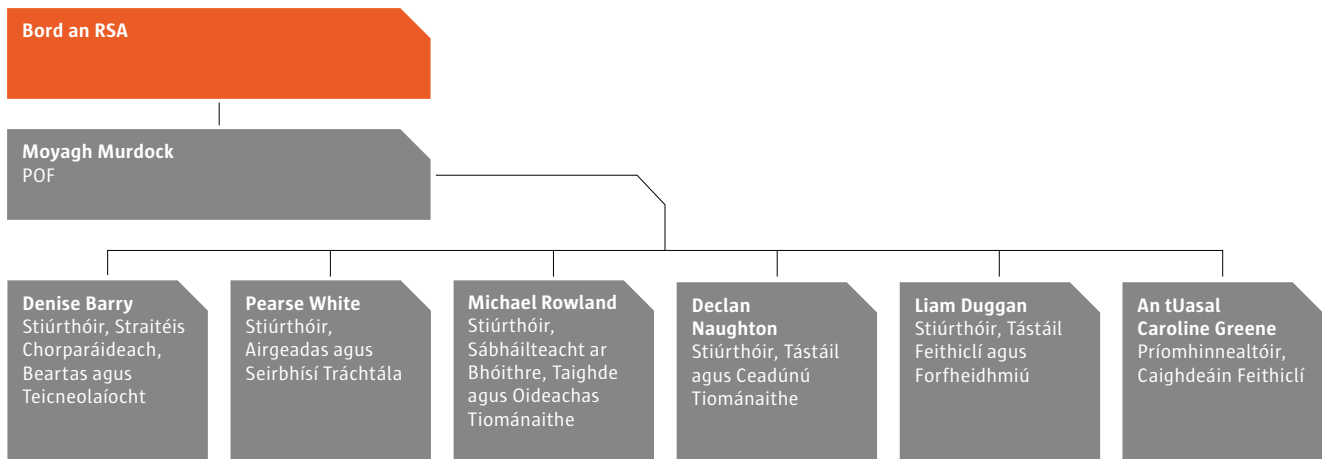 Bord an RSA
Moyagh Murdock
POF
Denise Barry
Stiúrthóir, Straitéis
Chorparáideach,
Beartas agus
Teicneolaíocht
Pearse White
Stiúrthóir,
Airgeadas agus
Seirbhísí Tráchtála
Michael Rowland
Stiúrthóir,
Sábháilteacht ar
Bhóithre, Taighde
agus Oideachas
Tiománaithe
Declan
Naughton
Stiúrthóir, Tástáil
agus Ceadúnú
Tiománaithe
Liam Duggan
Stiúrthóir, Tástáil
Feithiclí agus
Forfheidhmiú
An tUasal
Caroline Greene
Príomhinnealtóir,
Caighdeáin Feithiclí